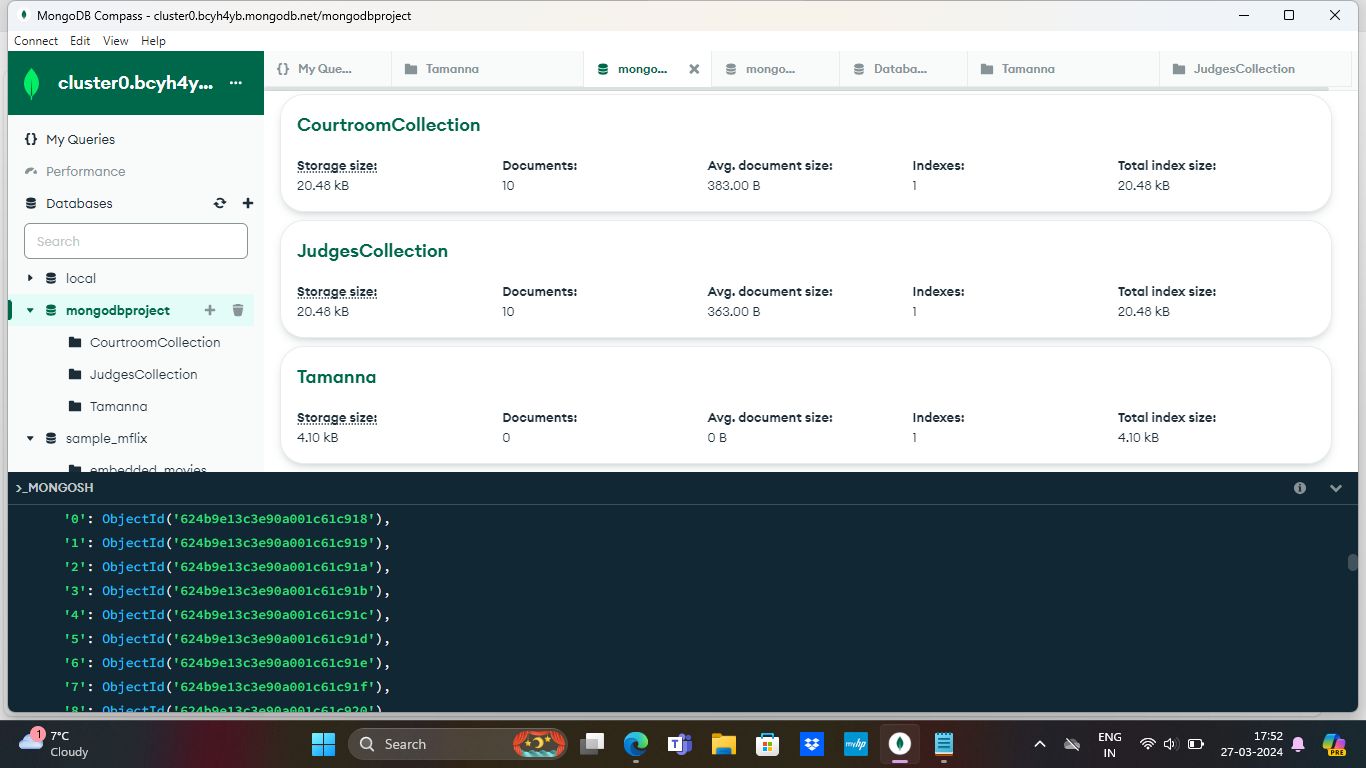 MongoDB Compass - cluster0.bcyh4yb.mongodb.net/mongodbproject
Connect Edit View Help
cluster0.bcyh4y... ...
{} My Que... Tamanna mongo... mongo... Databa... Tamanna JudgesCollection
{} My Queries
Performance
Databases
Search
local
mongodbproject
CourtroomCollection
JudgesCollection
Tamanna
sample_mflix
embedded_movies
CourtroomCollection
Storage size: Documents: Avg. document size: Indexes: Total index size:
20.48 kB 10 383.00 B 1 20.48 kB
JudgesCollection
Storage size: Documents: Avg. document size: Indexes: Total index size:
20.48 kB 10 363.00 B 1 20.48 kB
Tamanna
Storage size: Documents: Avg. document size: Indexes: Total index size:
4.10 kB 0 0 B 1 4.10 kB
>_MONGOSH
'0': ObjectId('624b9e13c3e90a001c61c918'),
'1': ObjectId('624b9e13c3e90a001c61c919'),
'2': ObjectId('624b9e13c3e90a001c61c91a'),
'3': ObjectId('624b9e13c3e90a001c61c91b'),
'4': ObjectId('624b9e13c3e90a001c61c91c'),
'5': ObjectId('624b9e13c3e90a001c61c91d'),
'6': ObjectId('624b9e13c3e90a001c61c91e'),
'7': ObjectId('624b9e13c3e90a001c61c91f'),
'8': ObjectId('624b9e13c3e90a001c61c920')
1 7°C
Cloudy
Search
myhp
ENG
IN
17:52
27-03-2024
PRE